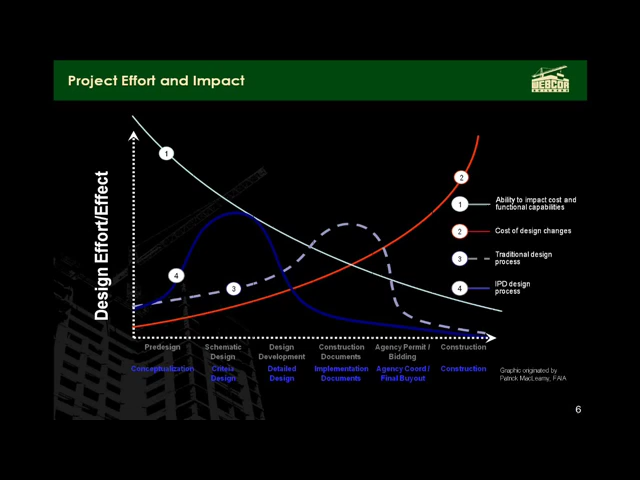 Project Effort and Impact
WEBCOR
BUILDERS
Design Effort/Effect
1
2
3
4
1
Ability to impact cost and
functional capabilities
2
Cost of design changes
3
Traditional design
process
4
IPD design
process
Predesign
Schematic
Design
Design
Development
Construction
Documents
Agency Permit /
Bidding
Construction
Conceptualization
Criteria
Design
Detailed
Design
Implementation
Documents
Agency Coord /
Final Buyout
Construction
Graphic originated by
Patrick MacLeamy, FAIA
6